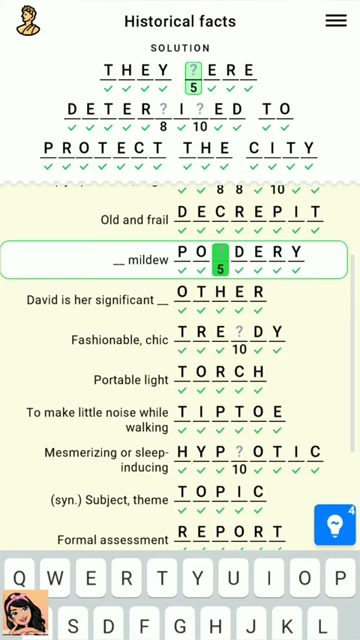 Historical facts
SOLUTION
THEY ?ERE
5
DETER?I?ED TO
8 10
PROTECT THE CITY
8 8 10
Old and frail DECREPIT
__ mildew PO DERY
5
David is her significant __ OTHER
Fashionable, chic TRE?DY
10
Portable light TORCH
To make little noise while
walking TIPTOE
Mesmerizing or sleep-
inducing HYP?OTIC
10
(syn.) Subject, theme TOPIC
4
Formal assessment REPORT
Q W E R T Y U I O P
S D F G H J K L